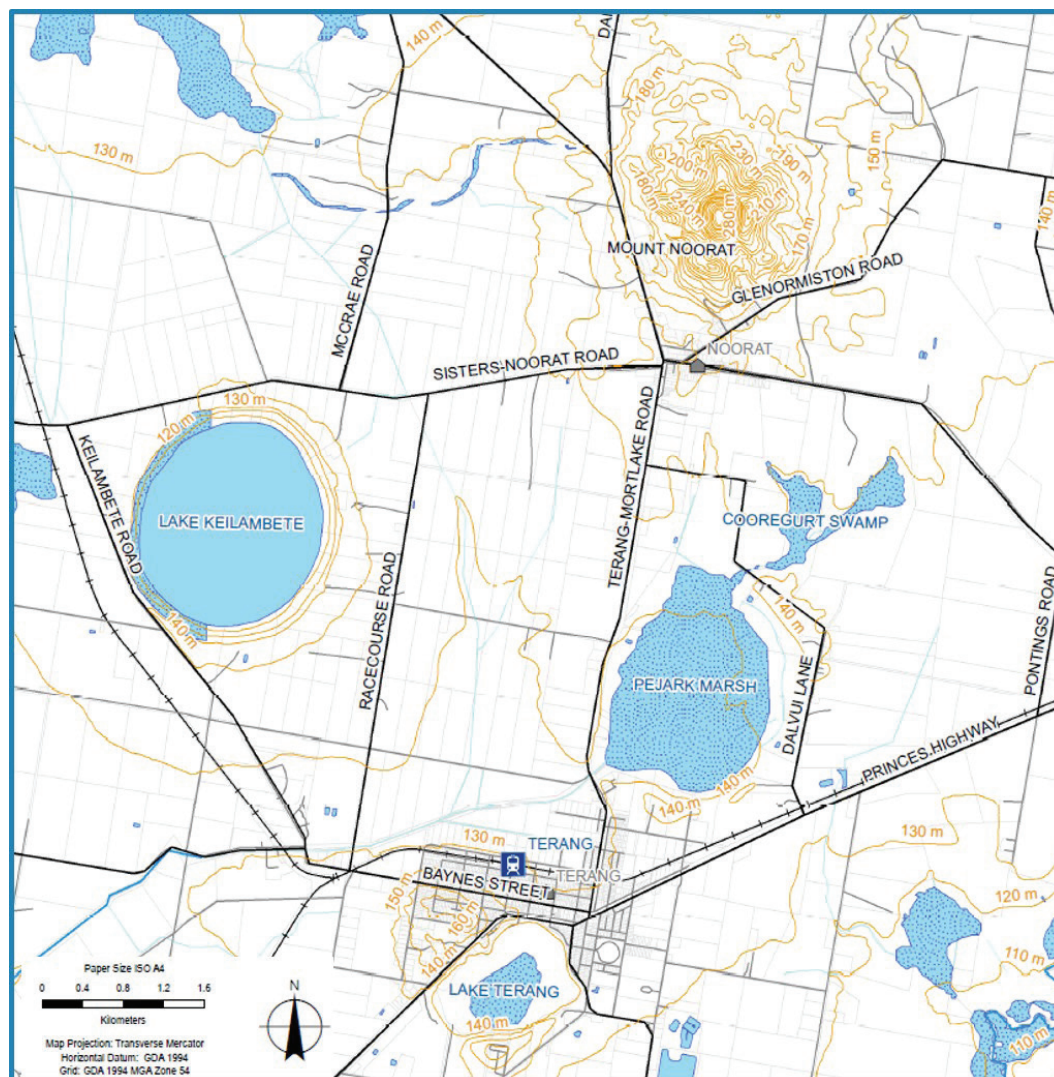 DA
140 m
180 m
130 m
150 m
230 m
190 m
200 m
180 m
240 m
280 m
210 m
140 m
170 m
MOUNT NOORAT
GLENORMISTON ROAD
MCCRAE ROAD
NOORAT
SISTERS-NOORAT ROAD
130 m
120 m
KEILAMBETE ROAD
TERANG-MORTLAKE ROAD
LAKE KEILAMBETE
COOREGURT SWAMP
RACECOURSE ROAD
140 m
140 m
PONTINGS ROAD
PEJARK MARSH
DALVUI LANE
PRINCES HIGHWAY
140 m
140 m
130 m
130 m
TERANG
TERANG
BAYNES STREET
150 m
160 m
140 m
120 m
110 m
LAKE TERANG
140 m
110 m
Paper Size ISO A4
0 0.4 0.8 1.2 1.6
Kilometers
N
Map Projection: Transverse Mercator
Horizontal Datum: GDA 1994
Grid: GDA 1994 MGA Zone 54